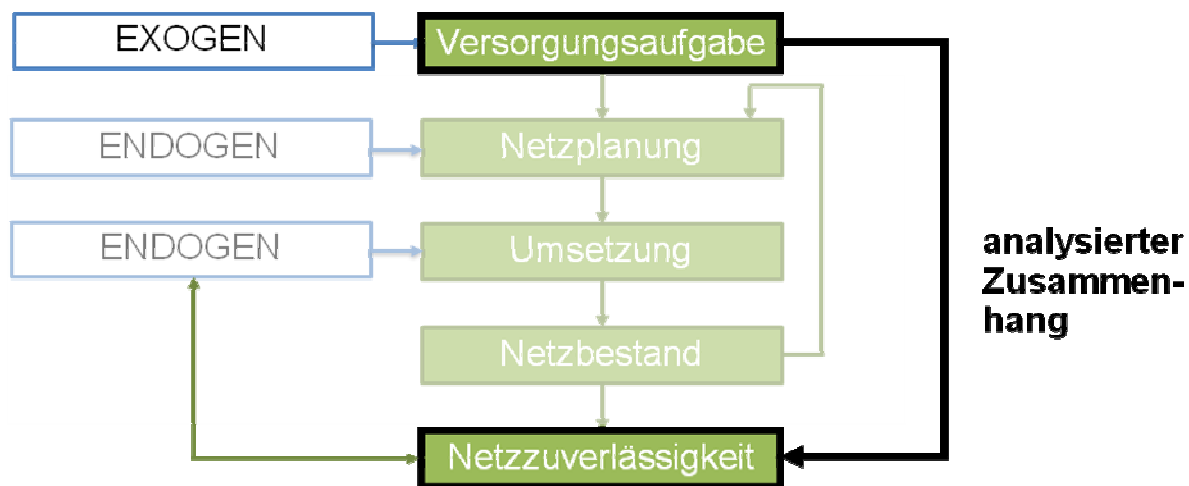 EXOGEN
Versorgungsaufgabe
ENDOGEN
Netzplanung
ENDOGEN
Umsetzung
analysierter
Zusammen-
hang
Netzbestand
Netzzuverlässigkeit